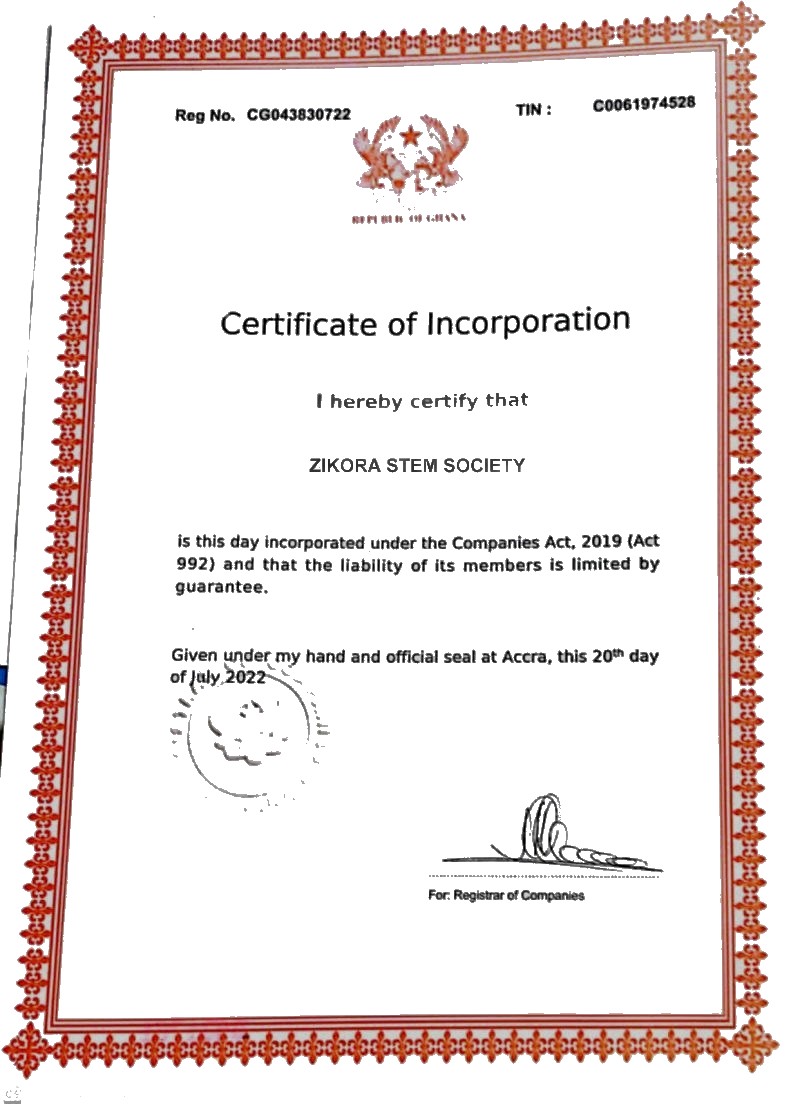 Reg No. CG043830722
TIN : C0061974528
REPUBLIC OF GHANA
Certificate of Incorporation
I hereby certify that
ZIKORA STEM SOCIETY
is this day incorporated under the Companies Act, 2019 (Act
992) and that the liability of its members is limited by
guarantee.
Given under my hand and official seal at Accra, this 20th day
of July 2022
For: Registrar of Companies